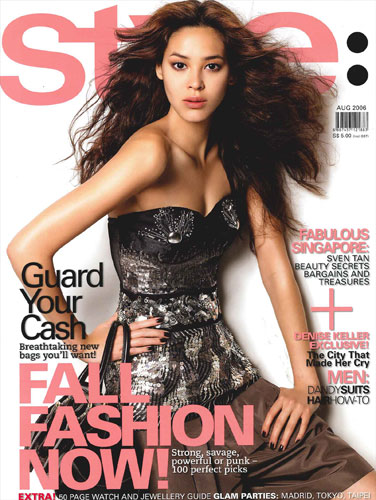 style:
AUG 2006
S$ 5.00
FABULOUS
SINGAPORE:
SVEN TAN
BEAUTY SECRETS
BARGAINS AND
TREASURES
+
DENISE KELLER
EXCLUSIVE!
The City That
Made Her Cry
MEN:
DANDY SUITS
HAIR HOW-TO
Guard
Your
Cash
Breathtaking new
bags you'll want!
FALL
FASHION
NOW!
Strong, savage,
powerful or punk –
100 perfect picks
EXTRA! 50 PAGE WATCH AND JEWELLERY GUIDE GLAM PARTIES: MADRID, TOKYO, TAIPEI